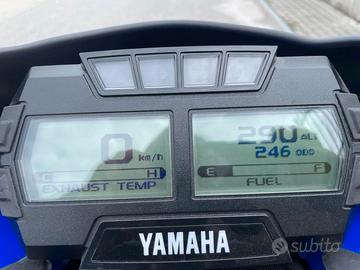 0 km/h
C H
EXHAUST TEMP
290 ALT
246 ODO
E F
FUEL
YAMAHA
subito